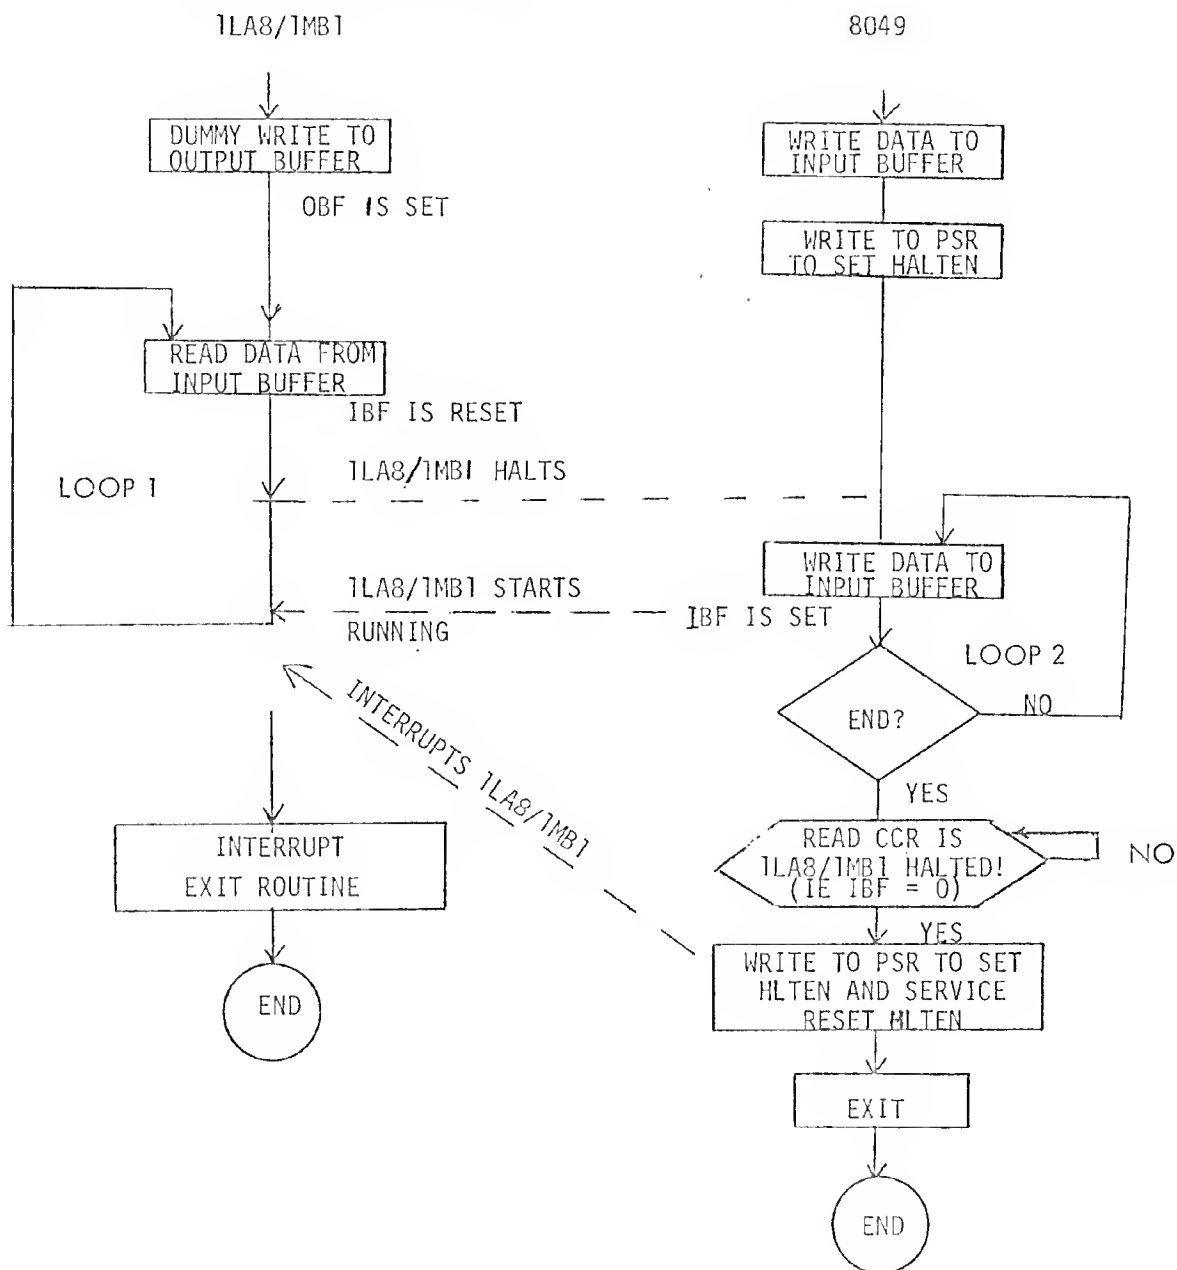 1LA8/1MB1
DUMMY WRITE TO
OUTPUT BUFFER
OBF IS SET
READ DATA FROM
INPUT BUFFER
IBF IS RESET
1LA8/1MB1 HALTS
LOOP 1
1LA8/1MB1 STARTS
RUNNING
INTERRUPTS 1LA8/1MB1
INTERRUPT
EXIT ROUTINE
END
8049
WRITE DATA TO
INPUT BUFFER
WRITE TO PSR
TO SET HALTEN
WRITE DATA TO
INPUT BUFFER
IBF IS SET
LOOP 2
END?
NO
YES
READ CCR IS
1LA8/1MB1 HALTED!
(IE IBF = 0)
NO
YES
WRITE TO PSR TO SET
HLTEN AND SERVICE
RESET HLTEN
EXIT
END